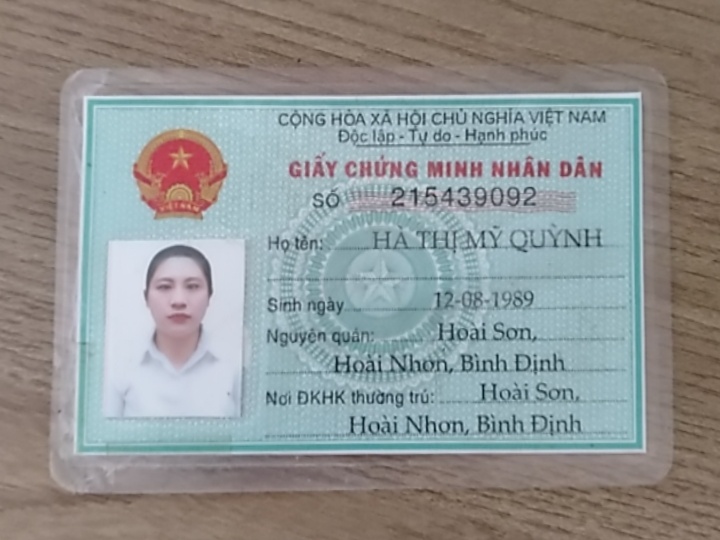 CỘNG HÒA XÃ HỘI CHỦ NGHĨA VIỆT NAM
Độc lập - Tự do - Hạnh phúc
GIẤY CHỨNG MINH NHÂN DÂN
SỐ 215439092
Họ tên: HÀ THỊ MỸ QUỲNH
Sinh ngày 12-08-1989
Nguyên quán: Hoài Sơn,
Hoài Nhơn, Bình Định
Nơi ĐKHK thường trú: Hoài Sơn,
Hoài Nhơn, Bình Định
VIỆT NAM